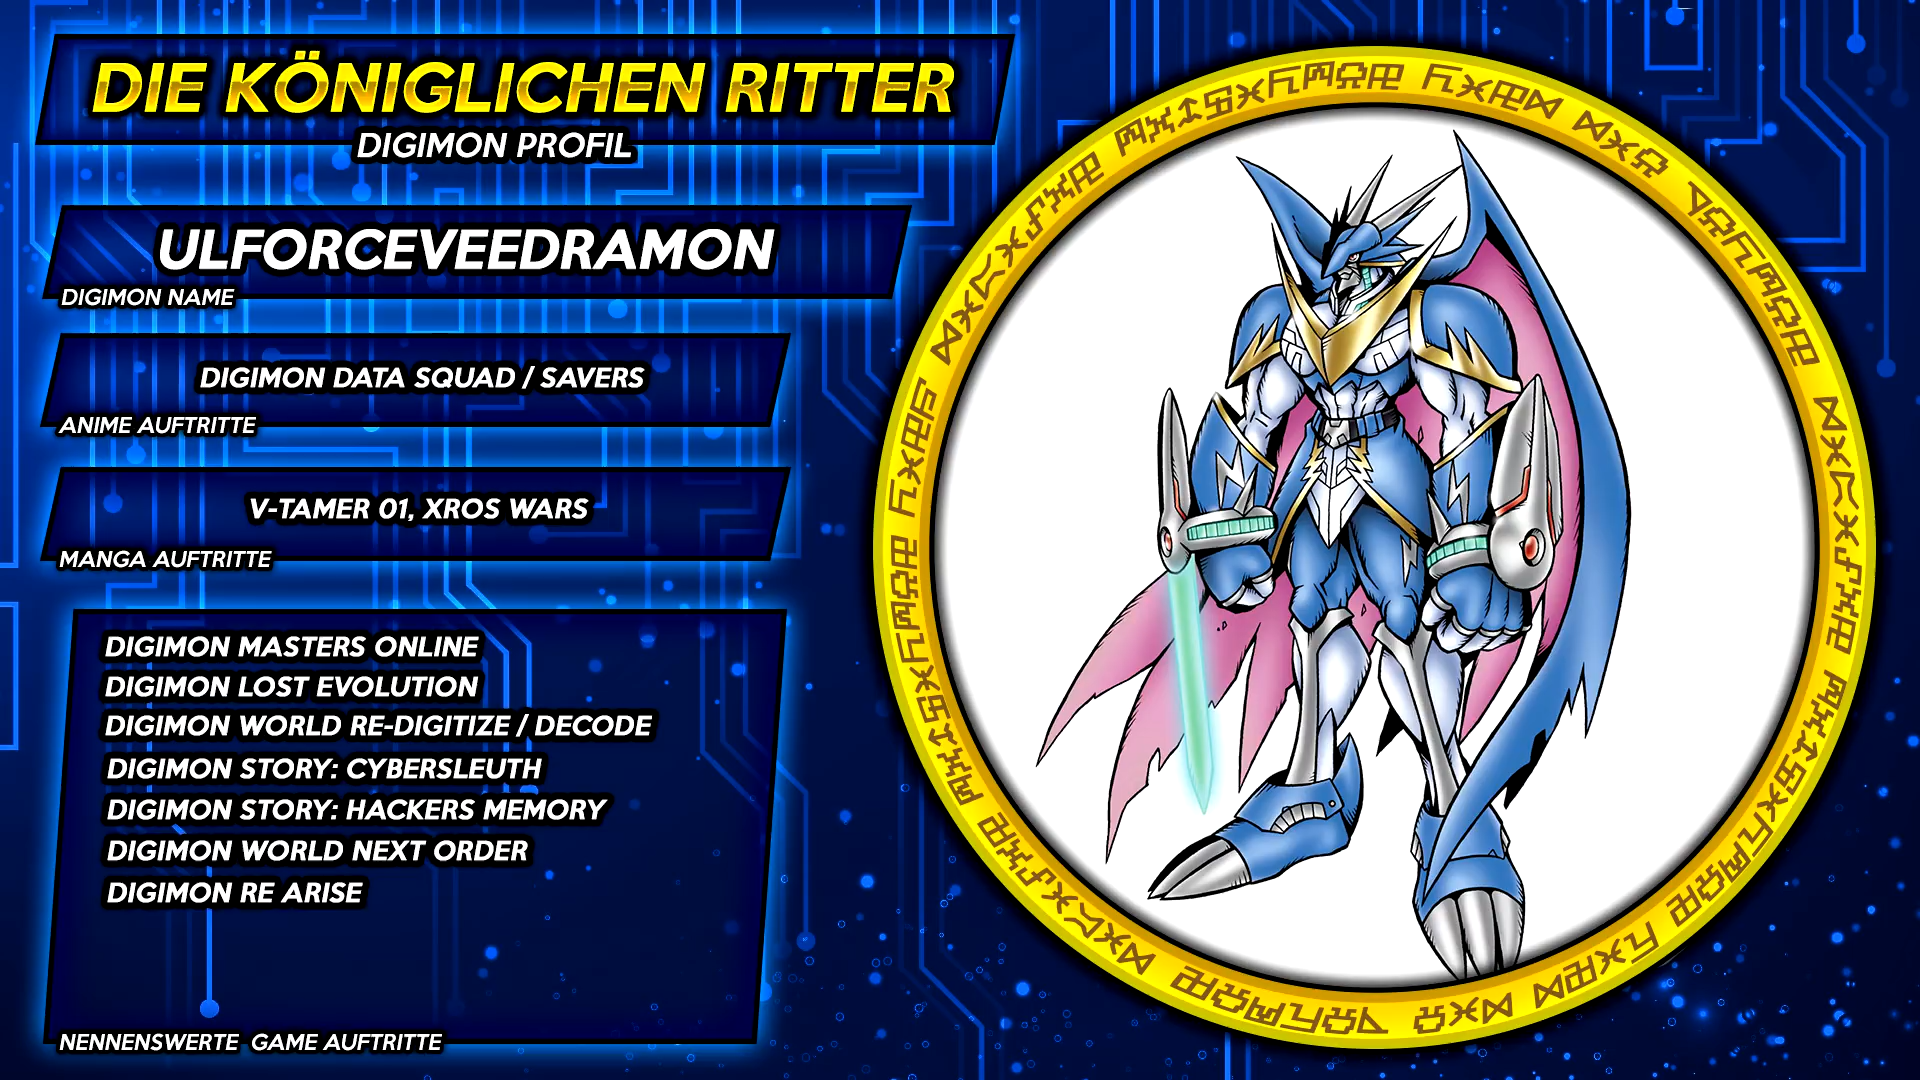 DIE KÖNIGLICHEN RITTER
DIGIMON PROFIL
ULFORCEVEEDRAMON
DIGIMON NAME
DIGIMON DATA SQUAD / SAVERS
ANIME AUFTRITTE
V-TAMER 01, XROS WARS
MANGA AUFTRITTE
DIGIMON MASTERS ONLINE
DIGIMON LOST EVOLUTION
DIGIMON WORLD RE-DIGITIZE / DECODE
DIGIMON STORY: CYBERSLEUTH
DIGIMON STORY: HACKERS MEMORY
DIGIMON WORLD NEXT ORDER
DIGIMON RE ARISE
NENNENSWERTE GAME AUFTRITTE